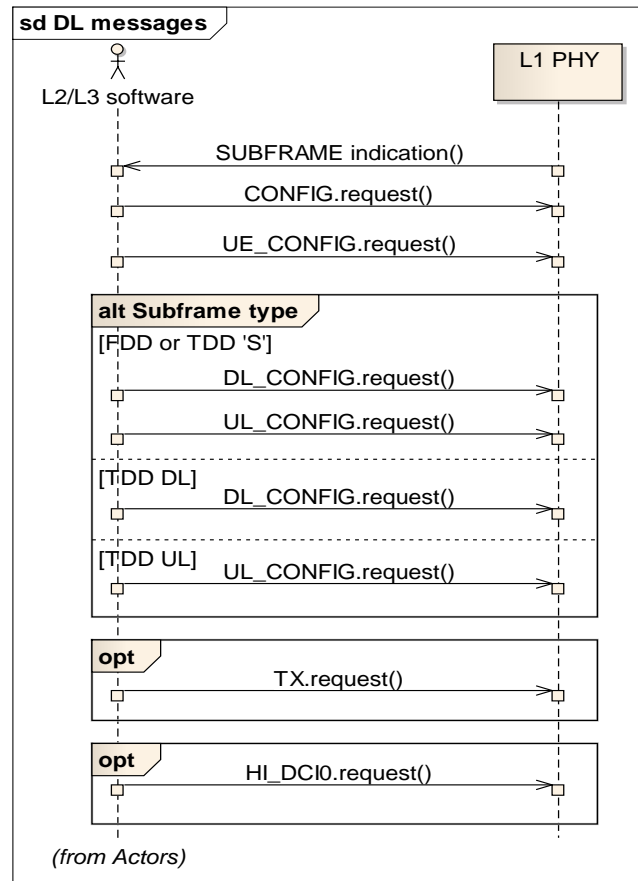 sd DL messages
L2/L3 software
L1 PHY
SUBFRAME indication()
CONFIG.request()
UE_CONFIG.request()
alt Subframe type
[FDD or TDD 'S']
DL_CONFIG.request()
UL_CONFIG.request()
[TDD DL]
DL_CONFIG.request()
[TDD UL]
UL_CONFIG.request()
opt
TX.request()
opt
HI_DCI0.request()
(from Actors)